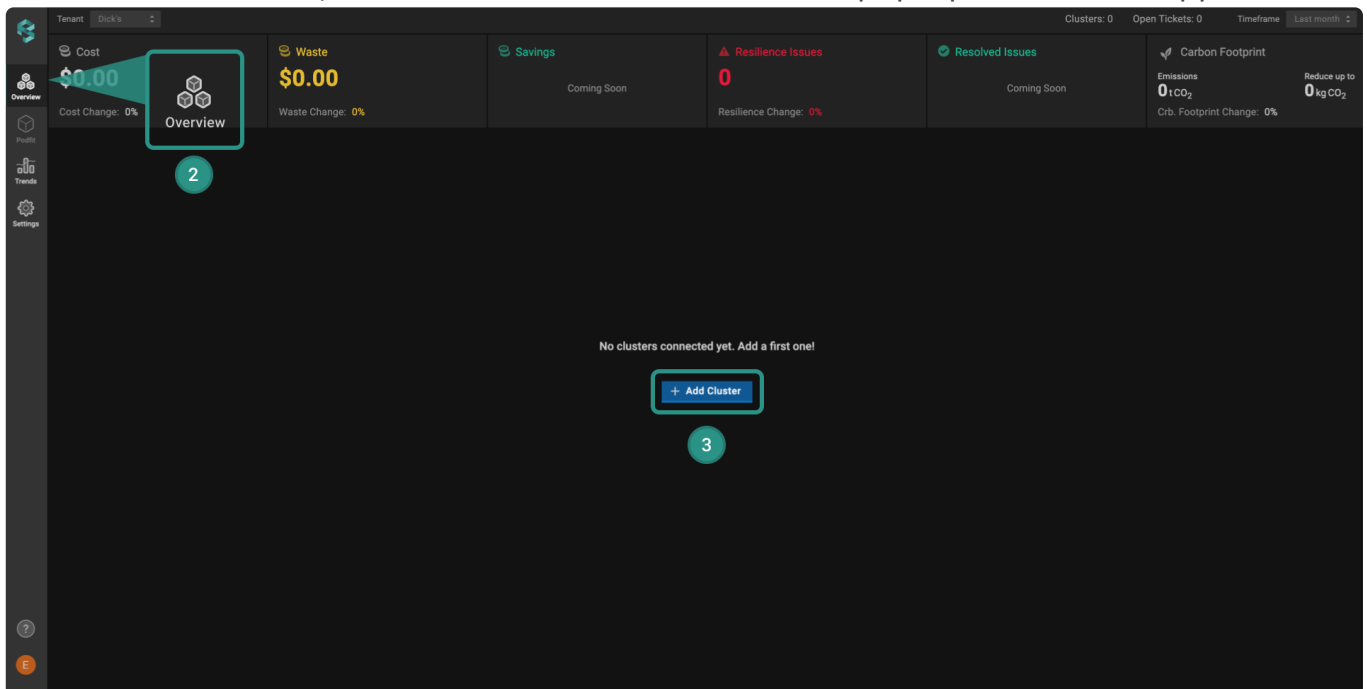 Tenant Dick's Clusters: 0 Open Tickets: 0 Timeframe Last month
Cost
$0.00
Cost Change: 0%
Overview
2
Waste
$0.00
Waste Change: 0%
Savings
Coming Soon
Resilience Issues
0
Resilience Change: 0%
Resolved Issues
Coming Soon
Carbon Footprint
Emissions Reduce up to
0 t CO₂ 0 kg CO₂
Crb. Footprint Change: 0%
Overview
Podfit
Trends
Settings
No clusters connected yet. Add a first one!
+ Add Cluster
3
?
E